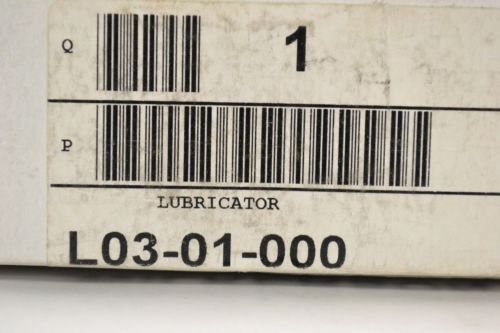 Q 1
P
LUBRICATOR
L03-01-000